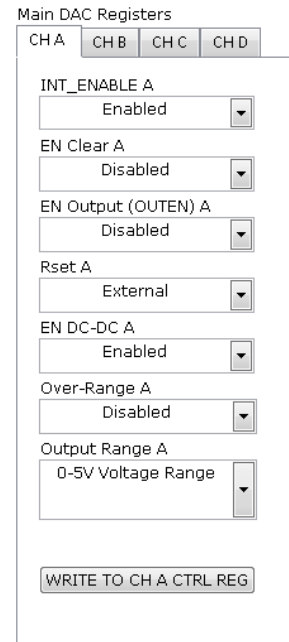 Main DAC Registers
CH A CH B CH C CH D
INT_ENABLE A
Enabled
EN Clear A
Disabled
EN Output (OUTEN) A
Disabled
Rset A
External
EN DC-DC A
Enabled
Over-Range A
Disabled
Output Range A
0-5V Voltage Range
WRITE TO CH A CTRL REG